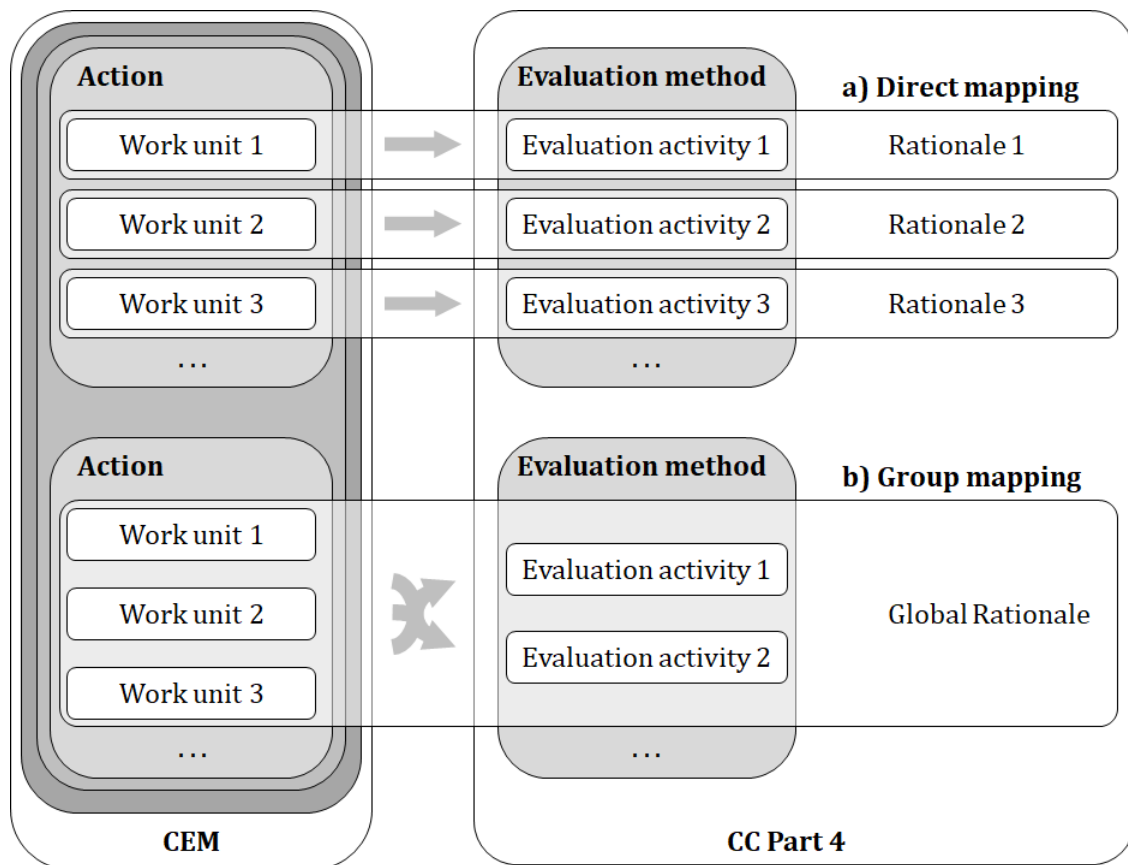 Action
Evaluation method
a) Direct mapping
Work unit 1
Evaluation activity 1
Rationale 1
Work unit 2
Evaluation activity 2
Rationale 2
Work unit 3
Evaluation activity 3
Rationale 3
...
...
Action
Evaluation method
b) Group mapping
Work unit 1
Evaluation activity 1
Work unit 2
Global Rationale
Evaluation activity 2
Work unit 3
...
...
CEM
CC Part 4